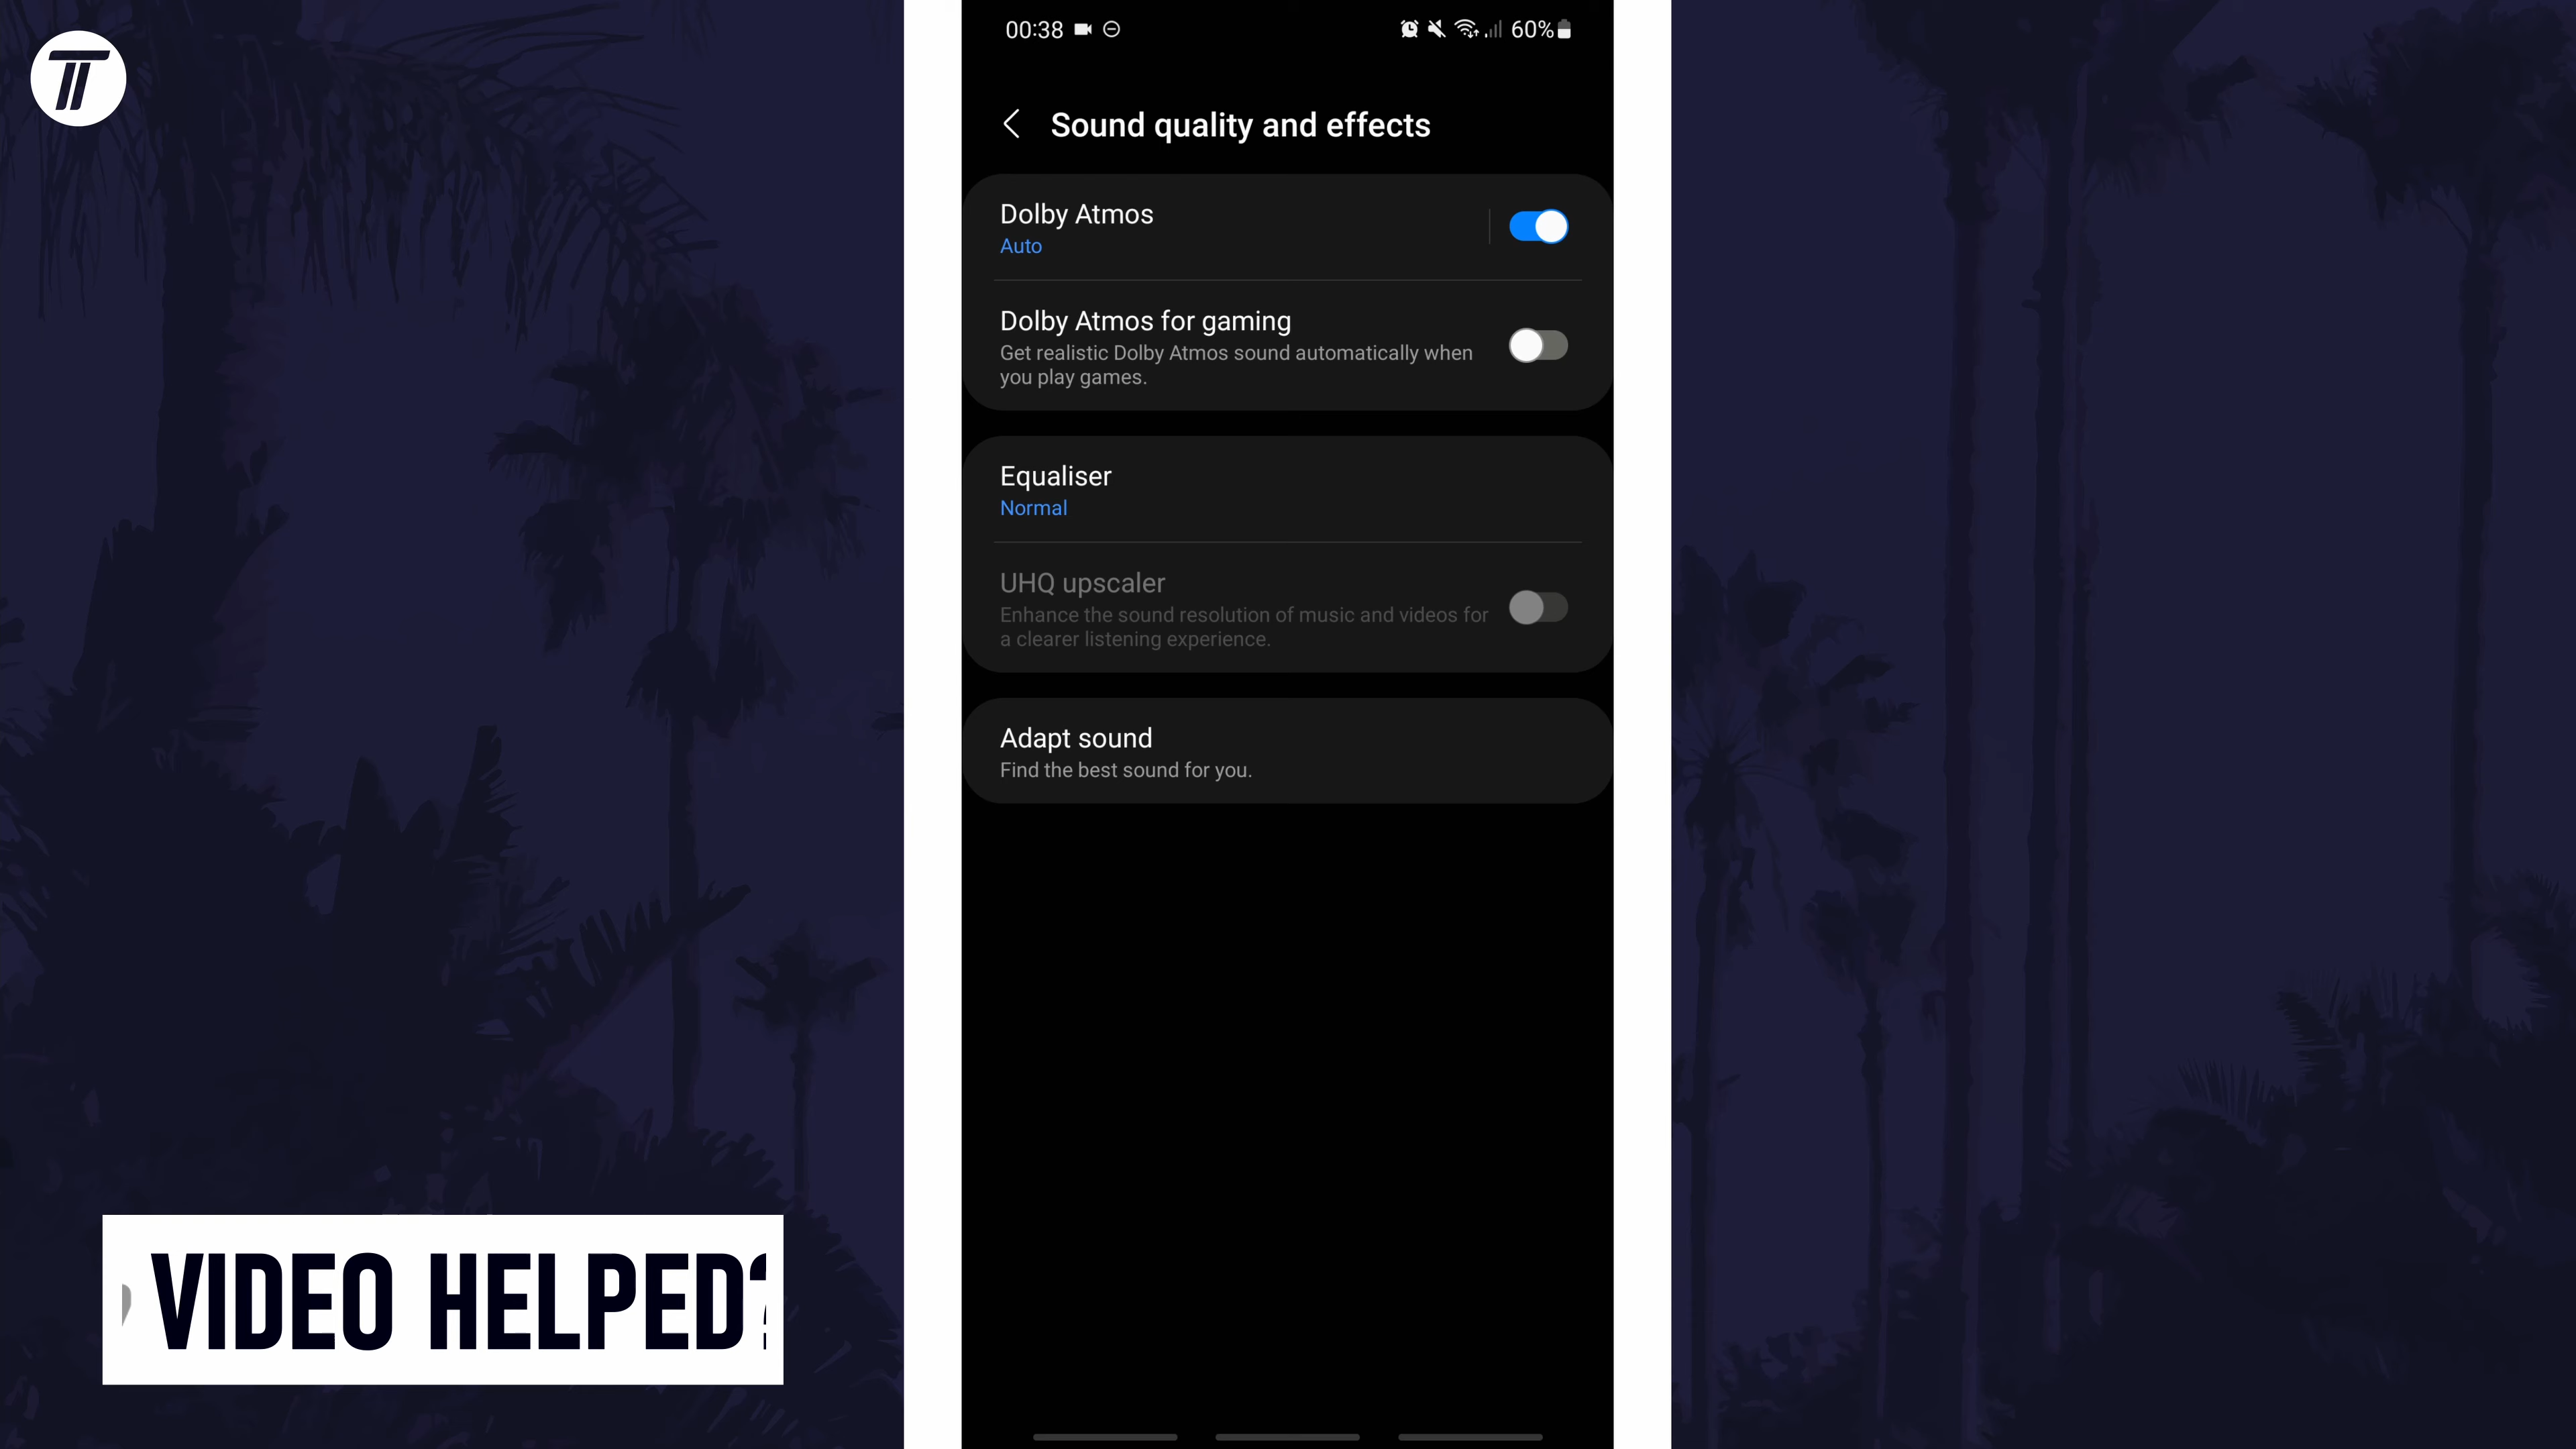 00:38
60%
Sound quality and effects
Dolby Atmos
Auto
Dolby Atmos for gaming
Get realistic Dolby Atmos sound automatically when
you play games.
Equaliser
Normal
UHQ upscaler
Enhance the sound resolution of music and videos for
a clearer listening experience.
Adapt sound
Find the best sound for you.
VIDEO HELPED?